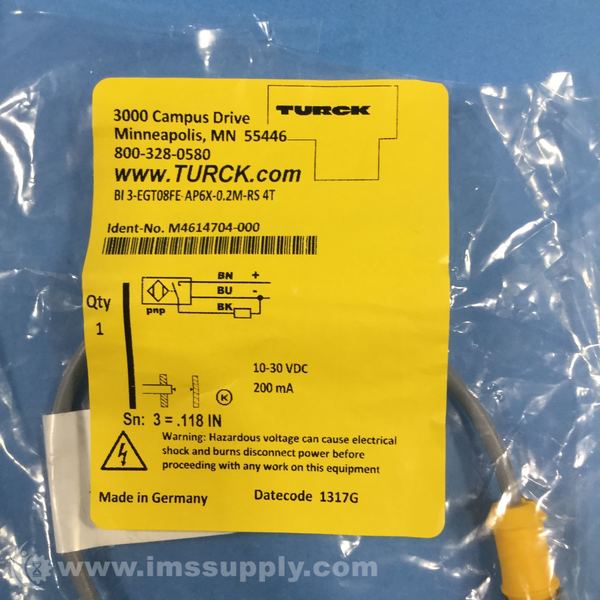 TURCK
3000 Campus Drive
Minneapolis, MN 55446
800-328-0580
www.TURCK.com
BI 3-EGT08FE-AP6X-0.2M-RS 4T
Ident-No. M4614704-000
BN +
BU -
BK
pnp
Qty
1
10-30 VDC
200 mA
K
Sn: 3 = .118 IN
Warning: Hazardous voltage can cause electrical
shock and burns disconnect power before
proceeding with any work on this equipment
Made in Germany Datecode 1317G
www.imssupply.com